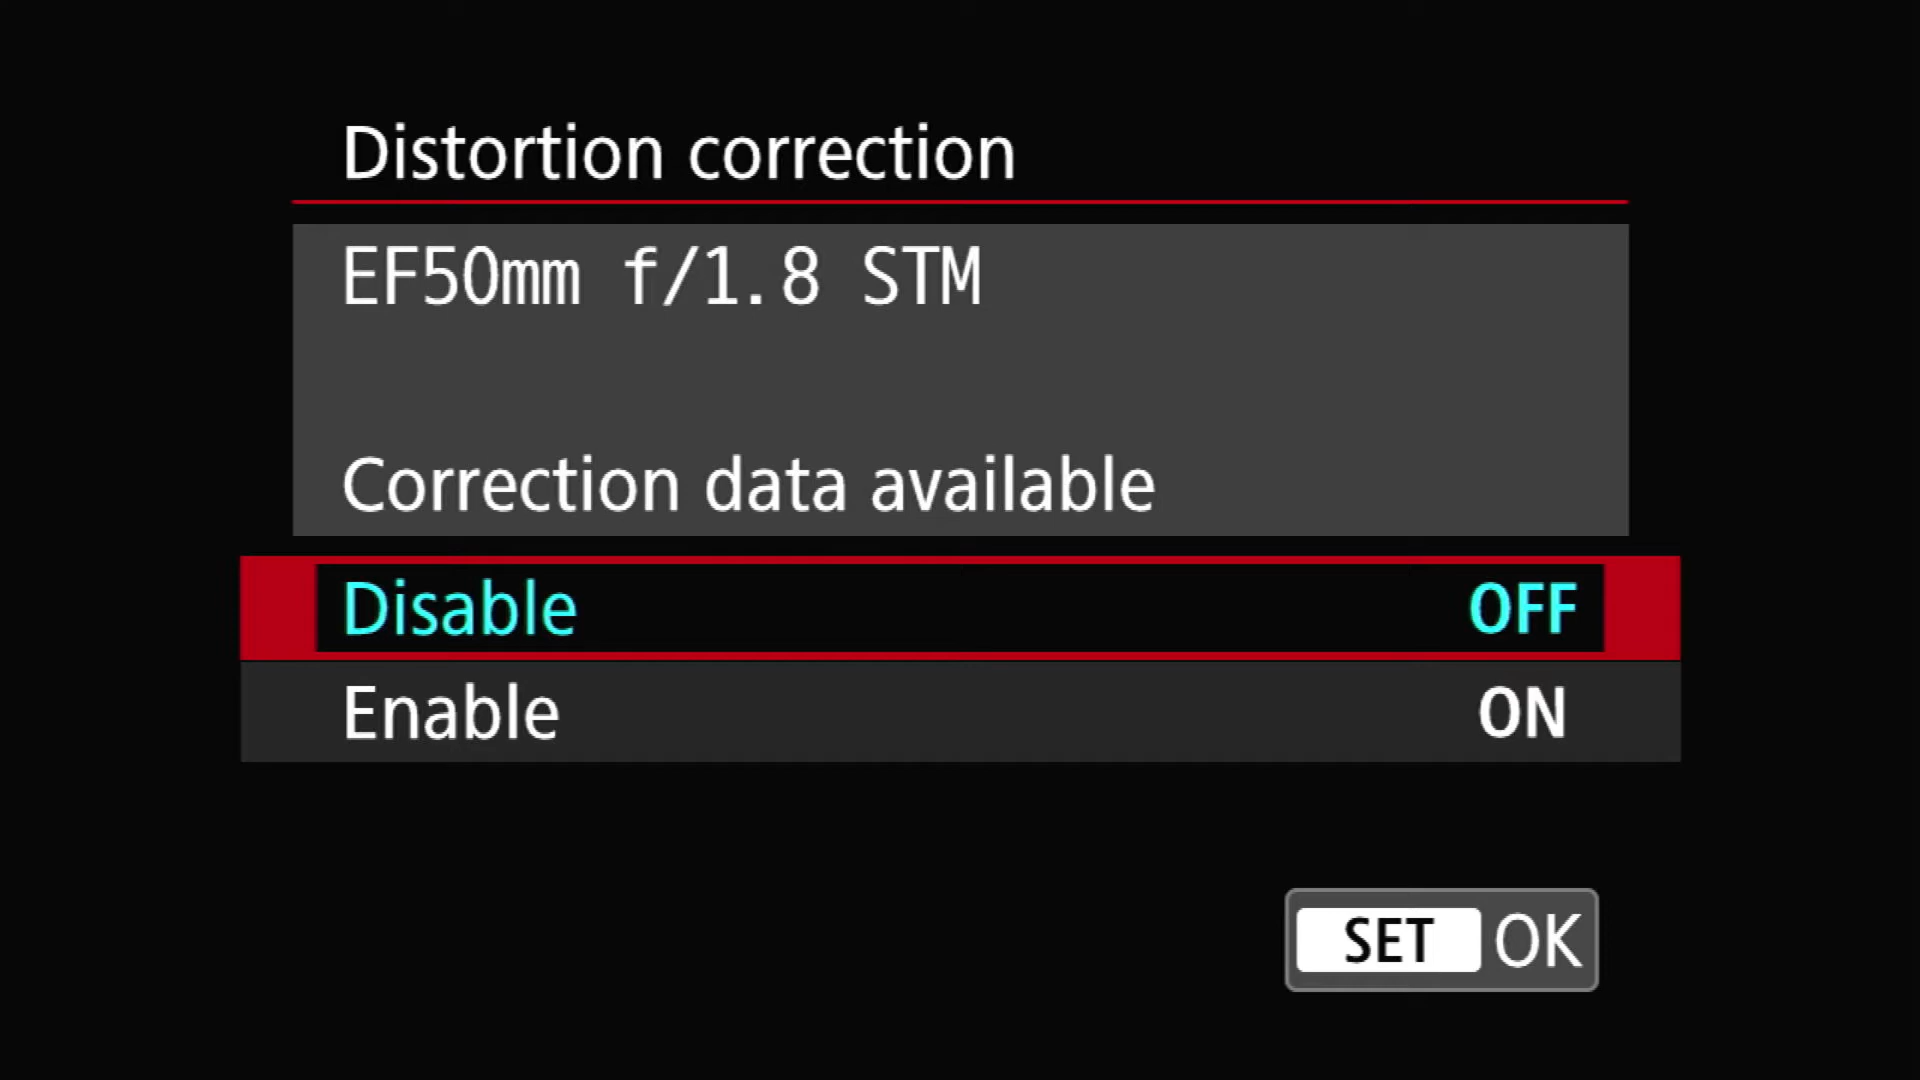 Distortion correction
EF50mm f/1.8 STM
Correction data available
Disable OFF
Enable ON
SET OK